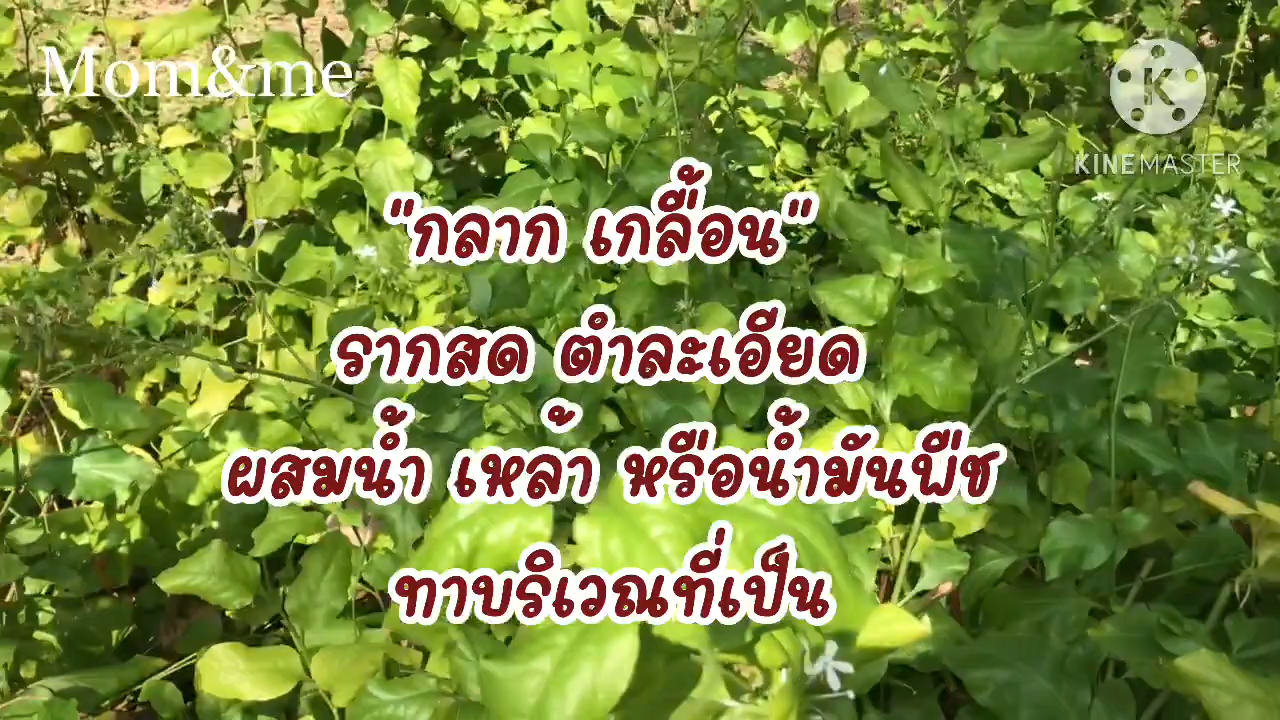 Mom&me
K
KINEMASTER
"กลาก เกลื้อน"
รากสด ตำละเอียด
ผสมน้ำ เหล้า หรือน้ำมันพืช
ทาบริเวณที่เป็น